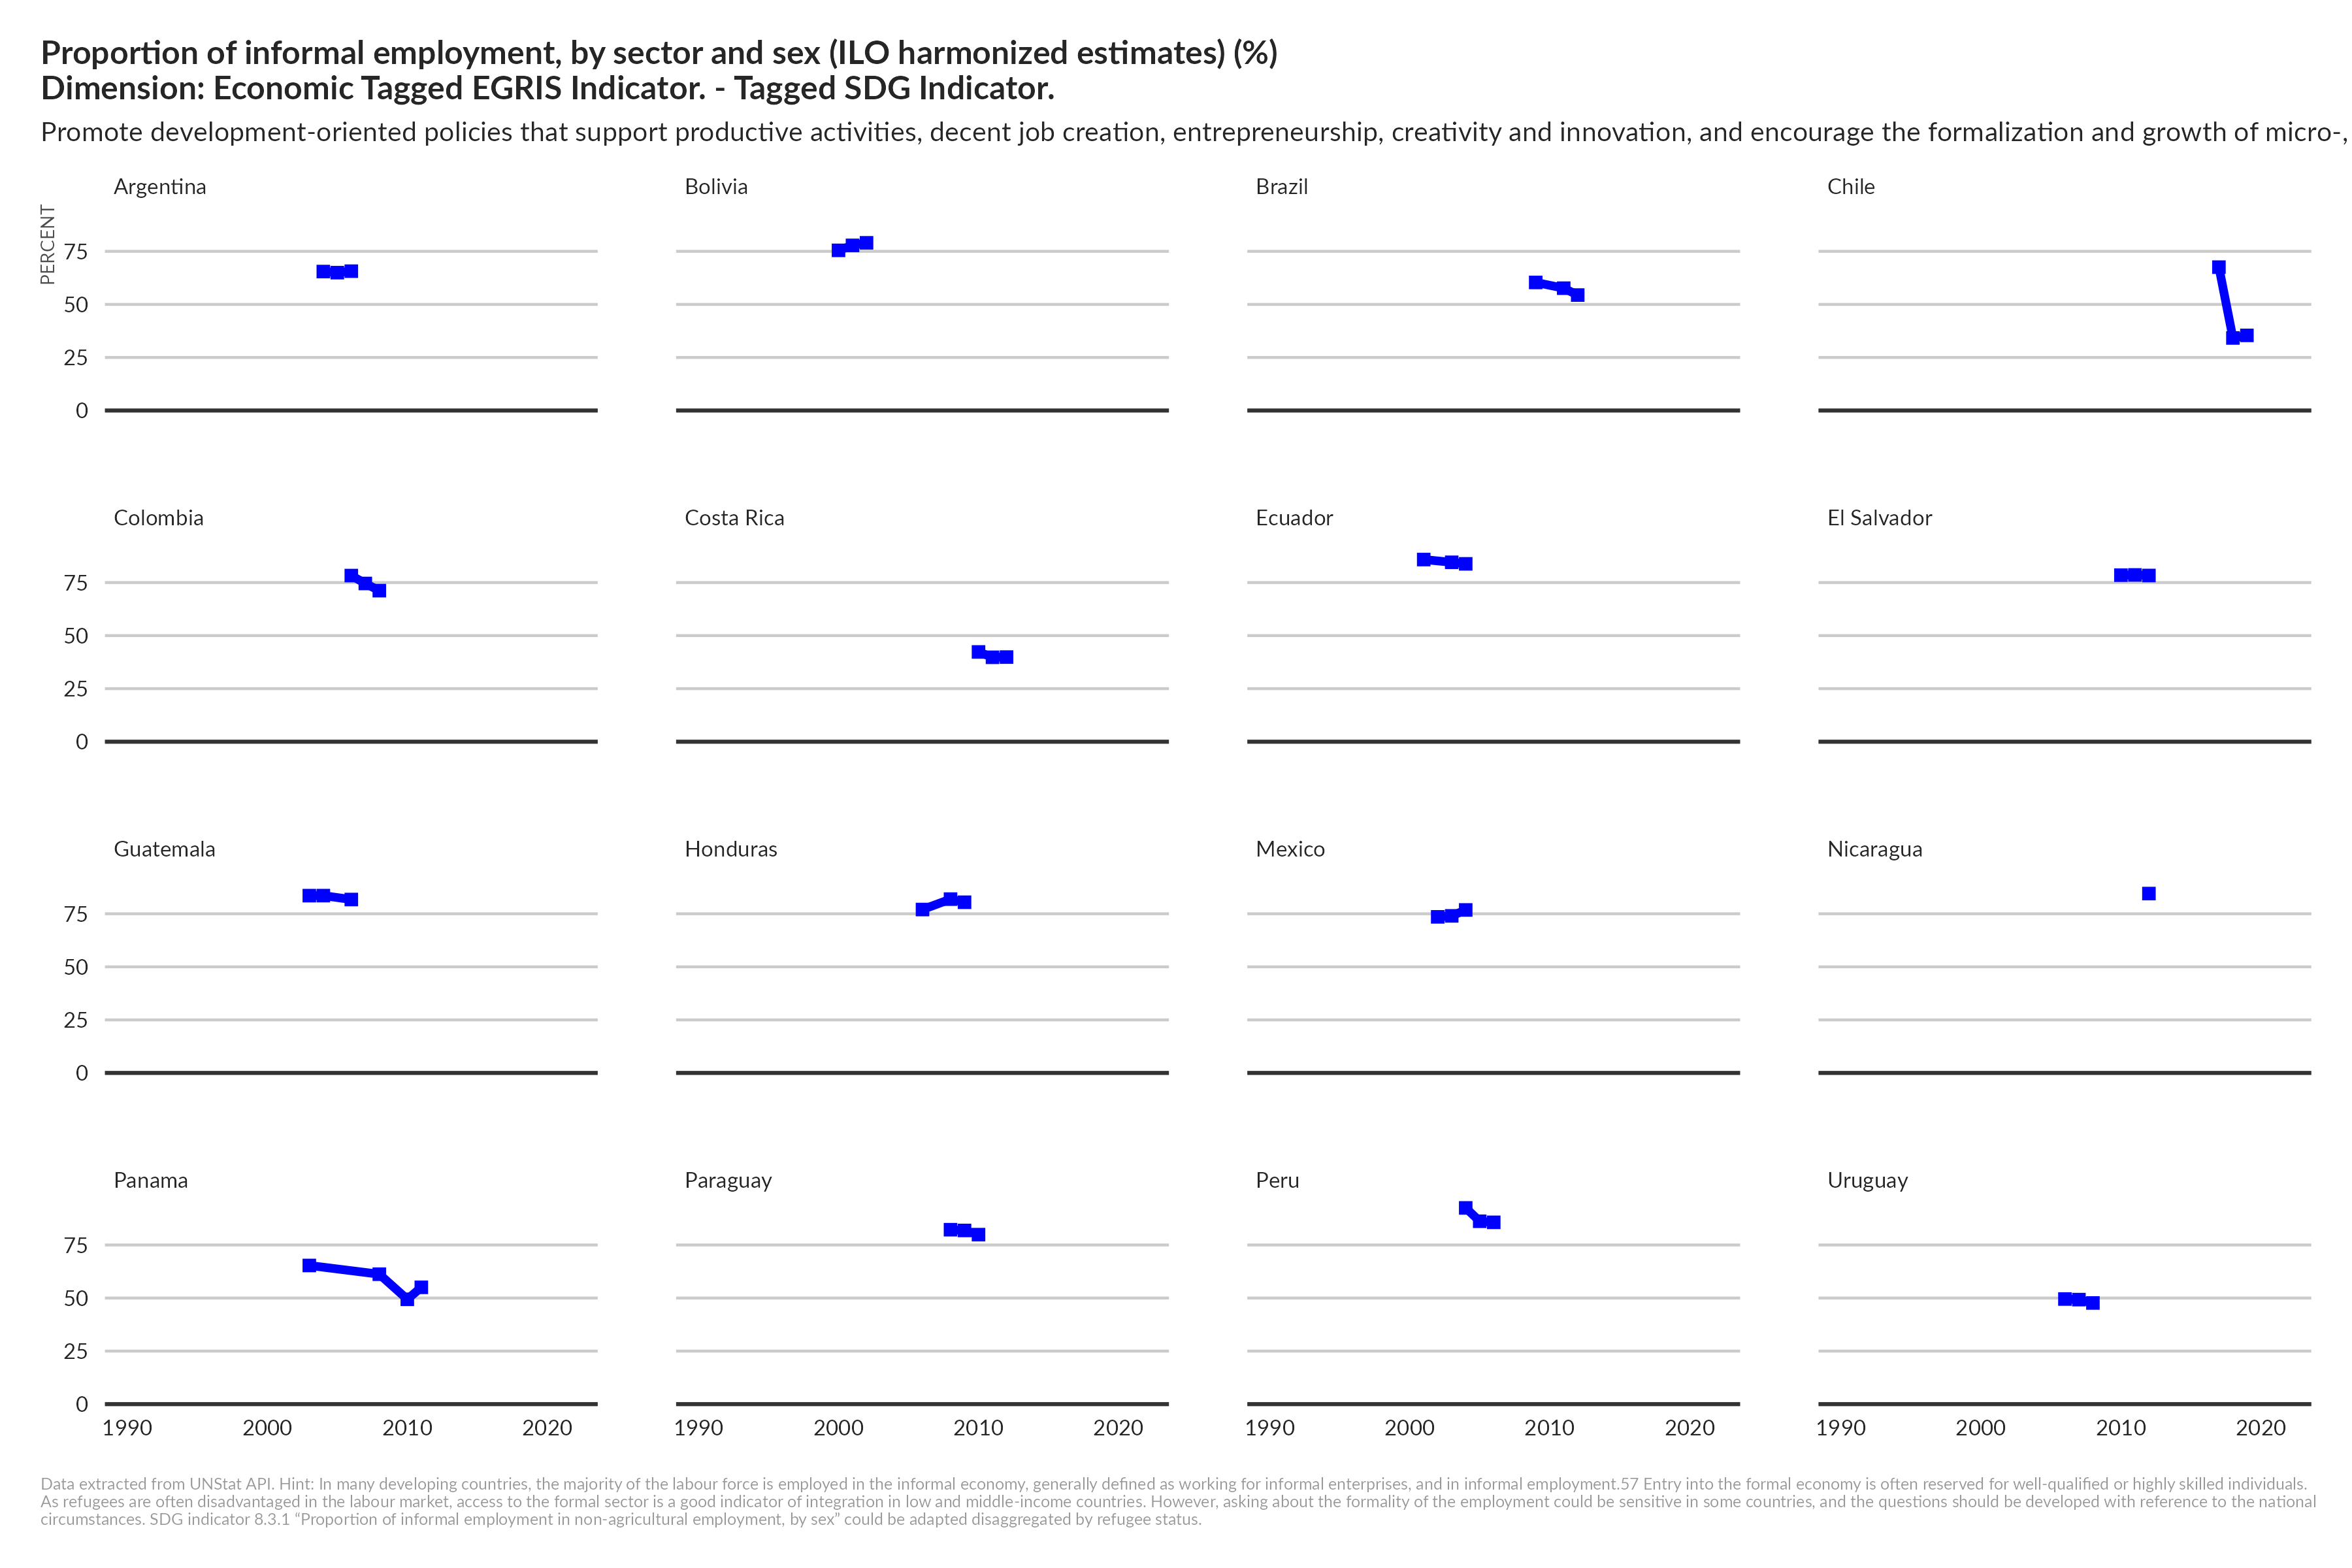 Proportion of informal employment, by sector and sex (ILO harmonized estimates) (%)
Dimension: Economic Tagged EGRIS Indicator. - Tagged SDG Indicator.
Promote development-oriented policies that support productive activities, decent job creation, entrepreneurship, creativity and innovation, and encourage the formalization and growth of micro-,
Argentina Bolivia Brazil Chile
PERCENT
75
50
25
0
Colombia Costa Rica Ecuador El Salvador
75
50
25
0
Guatemala Honduras Mexico Nicaragua
75
50
25
0
Panama Paraguay Peru Uruguay
75
50
25
0
1990 2000 2010 2020 1990 2000 2010 2020 1990 2000 2010 2020 1990 2000 2010 2020
Data extracted from UNStat API. Hint: In many developing countries, the majority of the labour force is employed in the informal economy, generally defined as working for informal enterprises, and in informal employment.57 Entry into the formal economy is often reserved for well-qualified or highly skilled individuals.
As refugees are often disadvantaged in the labour market, access to the formal sector is a good indicator of integration in low and middle-income countries. However, asking about the formality of the employment could be sensitive in some countries, and the questions should be developed with reference to the national
circumstances. SDG indicator 8.3.1 “Proportion of informal employment in non-agricultural employment, by sex” could be adapted disaggregated by refugee status.